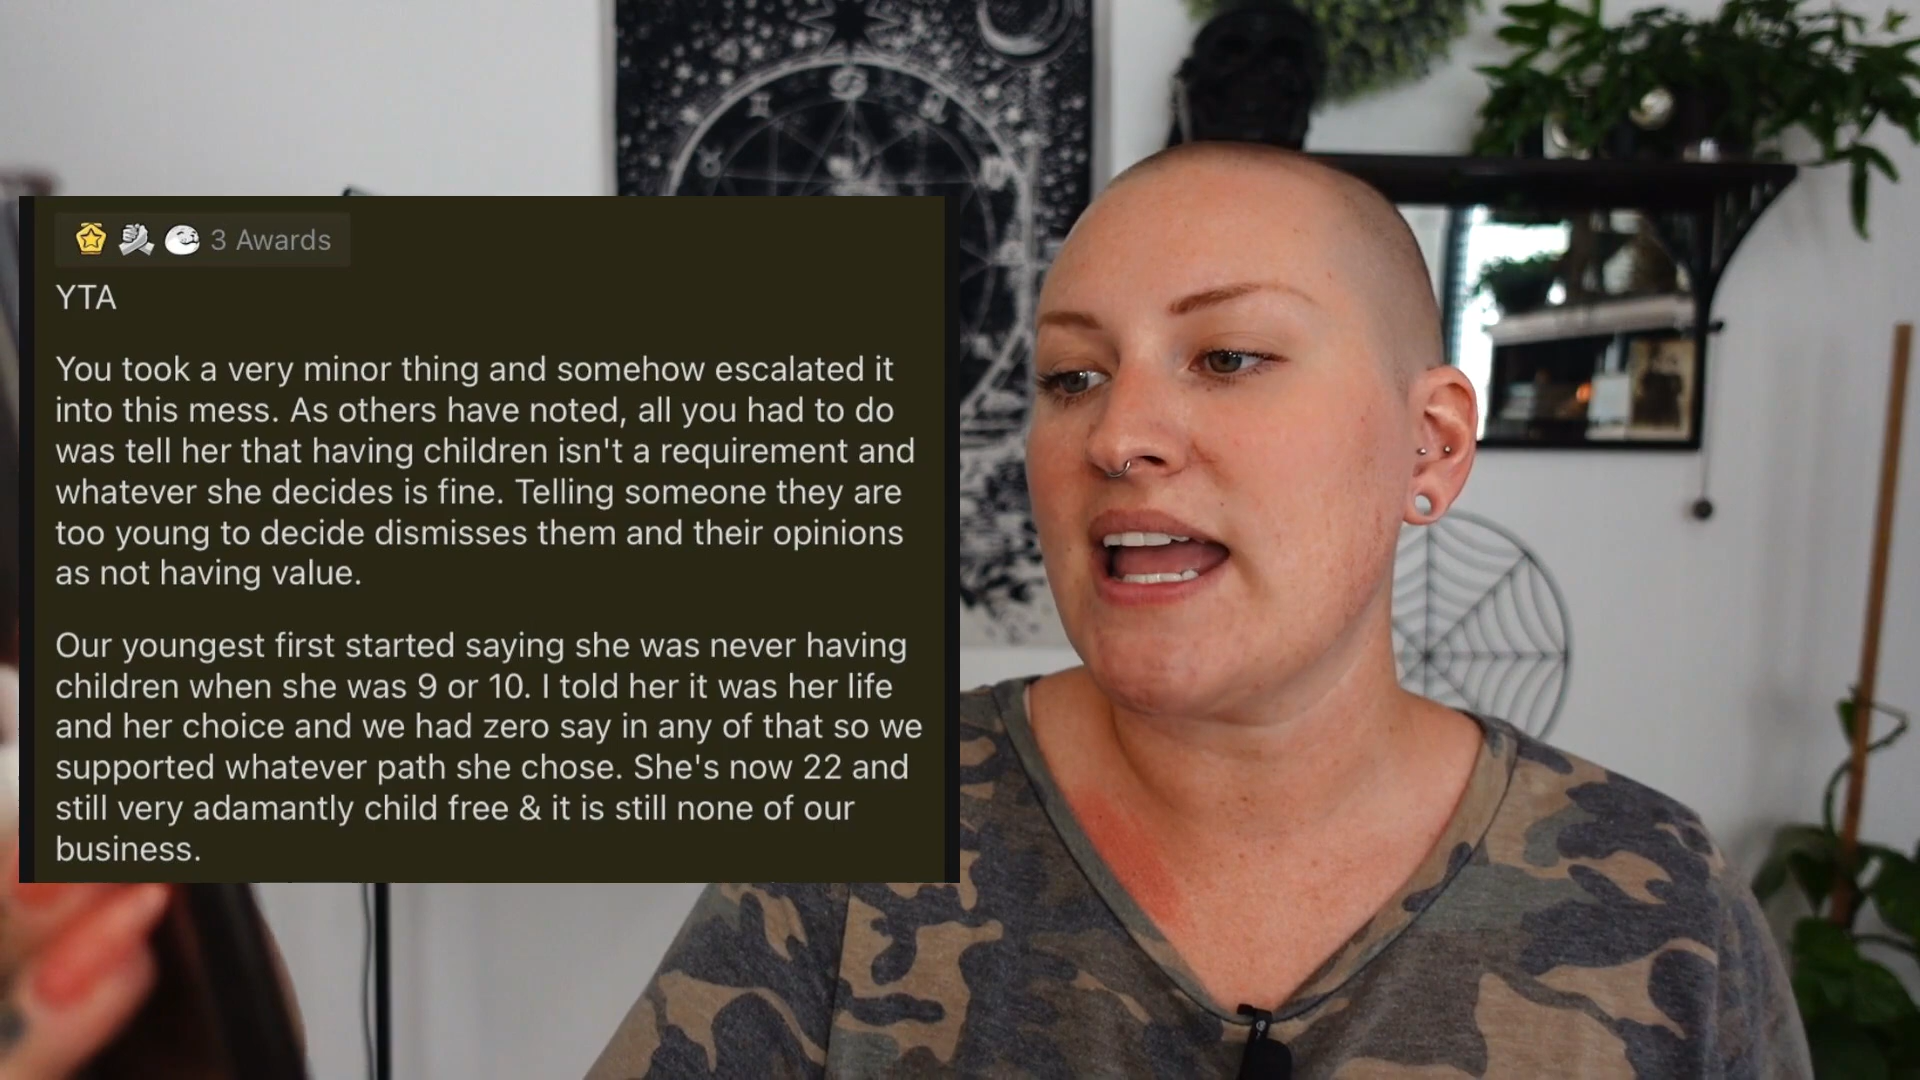 3 Awards
YTA
You took a very minor thing and somehow escalated it
into this mess. As others have noted, all you had to do
was tell her that having children isn't a requirement and
whatever she decides is fine. Telling someone they are
too young to decide dismisses them and their opinions
as not having value.
Our youngest first started saying she was never having
children when she was 9 or 10. I told her it was her life
and her choice and we had zero say in any of that so we
supported whatever path she chose. She's now 22 and
still very adamantly child free & it is still none of our
business.